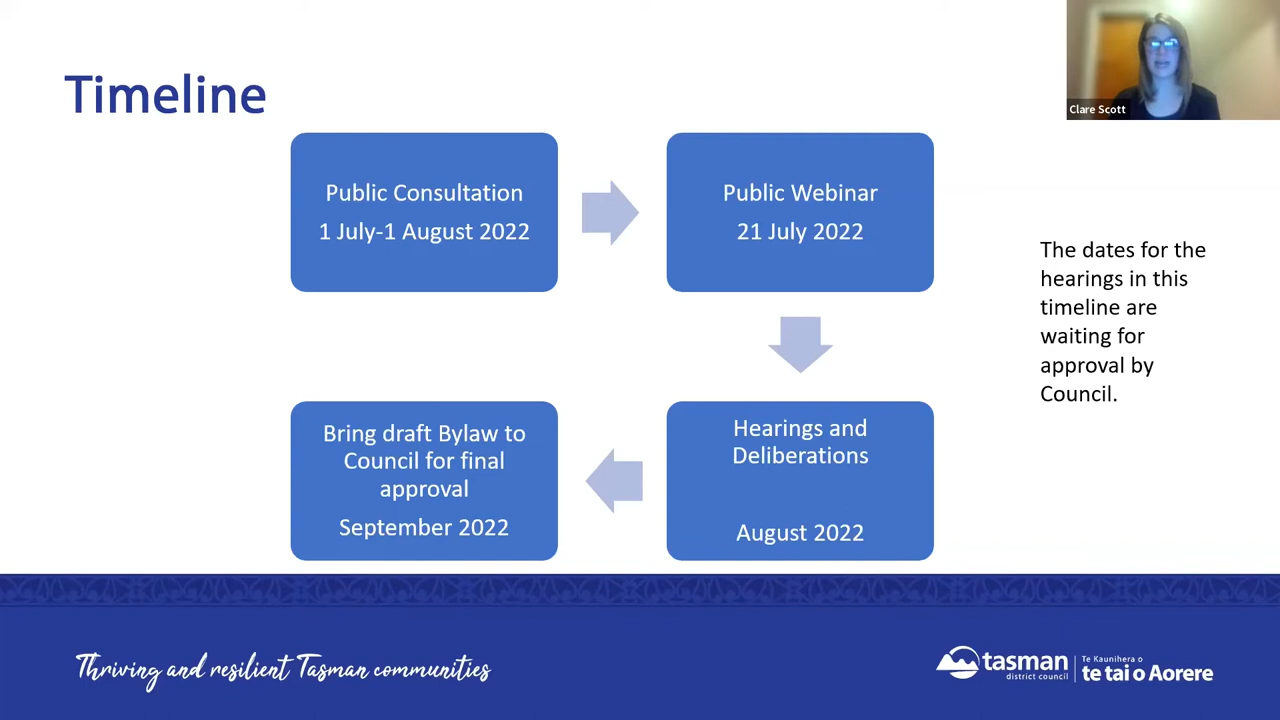 Timeline
Clare Scott
Public Consultation
1 July-1 August 2022
Public Webinar
21 July 2022
The dates for the
hearings in this
timeline are
waiting for
approval by
Council.
Hearings and
Deliberations
August 2022
Bring draft Bylaw to
Council for final
approval
September 2022
Thriving and resilient Tasman communities
tasman
district council
Te Kaunihera o
te tai o Aorere